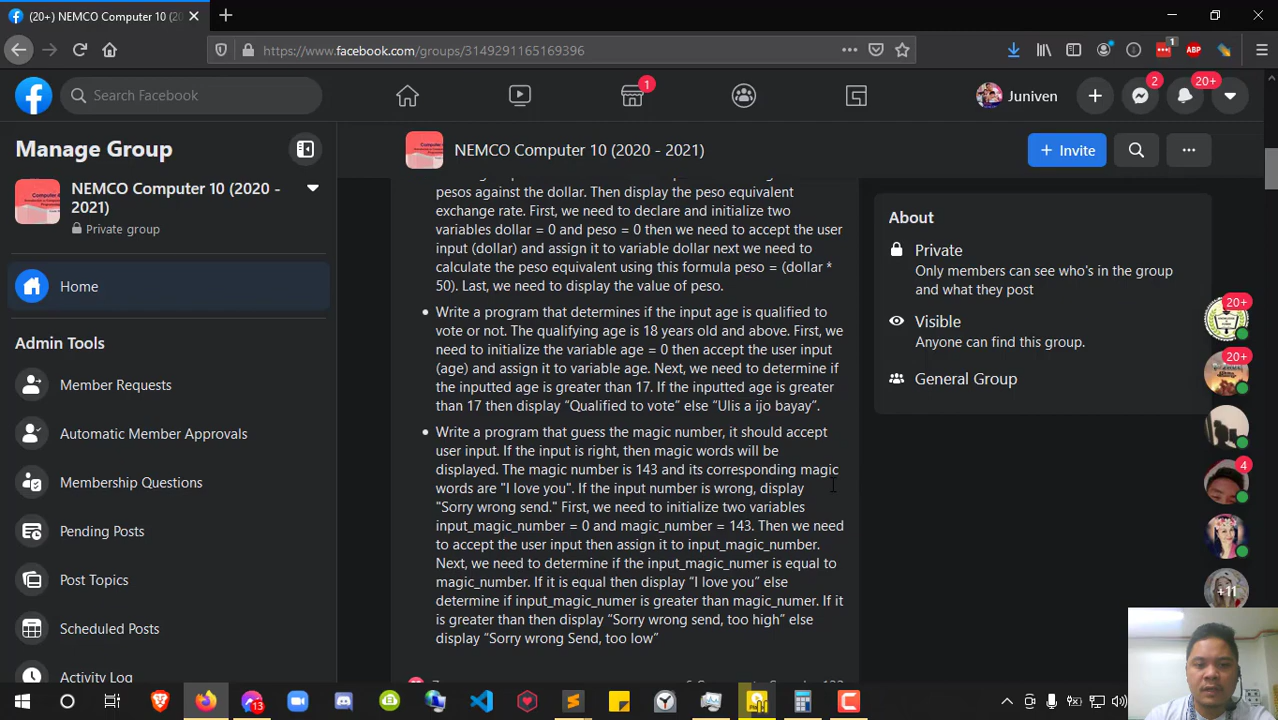 (20+) NEMCO Computer 10 (20
https://www.facebook.com/groups/3149291165169396
1
ABP
Search Facebook
1
Juniven
2
20+
Manage Group
NEMCO Computer 10 (2020 - 2021)
Invite
NEMCO Computer 10 (2020 -
2021)
Private group
Home
Admin Tools
Member Requests
Automatic Member Approvals
Membership Questions
Pending Posts
Post Topics
Scheduled Posts
Activity Log
pesos against the dollar. Then display the peso equivalent
exchange rate. First, we need to declare and initialize two
variables dollar = 0 and peso = 0 then we need to accept the user
input (dollar) and assign it to variable dollar next we need to
calculate the peso equivalent using this formula peso = (dollar *
50). Last, we need to display the value of peso.
Write a program that determines if the input age is qualified to
vote or not. The qualifying age is 18 years old and above. First, we
need to initialize the variable age = 0 then accept the user input
(age) and assign it to variable age. Next, we need to determine if
the inputted age is greater than 17. If the inputted age is greater
than 17 then display “Qualified to vote” else “Ulis a ijo bayay”.
Write a program that guess the magic number, it should accept
user input. If the input is right, then magic words will be
displayed. The magic number is 143 and its corresponding magic
words are "I love you". If the input number is wrong, display
"Sorry wrong send." First, we need to initialize two variables
input_magic_number = 0 and magic_number = 143. Then we need
to accept the user input then assign it to input_magic_number.
Next, we need to determine if the input_magic_numer is equal to
magic_number. If it is equal then display “I love you” else
determine if input_magic_numer is greater than magic_numer. If it
is greater than then display “Sorry wrong send, too high” else
display “Sorry wrong Send, too low”
About
Private
Only members can see who's in the group
and what they post
Visible
Anyone can find this group.
General Group
20+
20+
4
+11
13